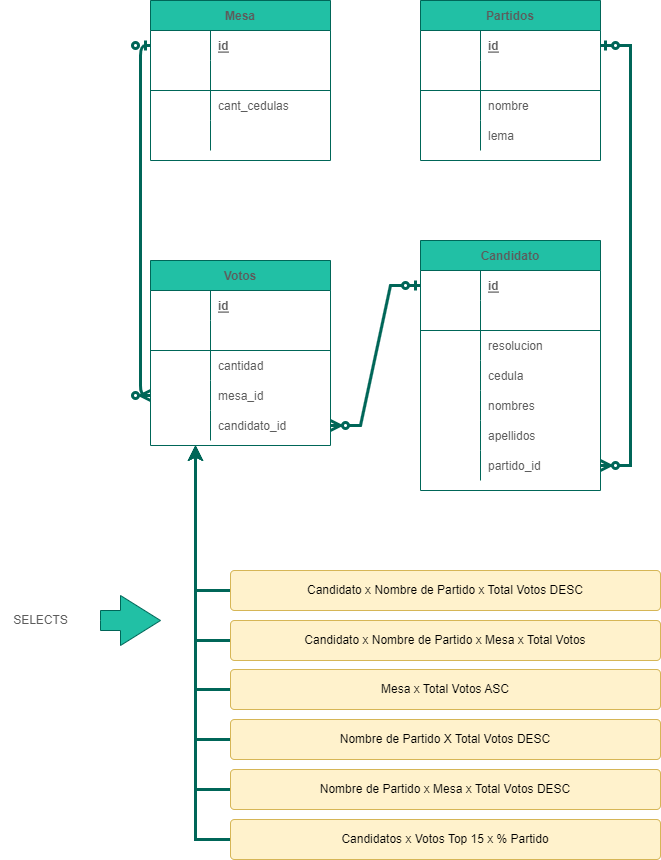 Mesa
id
cant_cedulas
Partidos
id
nombre
lema
Votos
id
cantidad
mesa_id
candidato_id
Candidato
id
resolucion
cedula
nombres
apellidos
partido_id
SELECTS
Candidato x Nombre de Partido x Total Votos DESC
Candidato x Nombre de Partido x Mesa x Total Votos
Mesa x Total Votos ASC
Nombre de Partido X Total Votos DESC
Nombre de Partido x Mesa x Total Votos DESC
Candidatos x Votos Top 15 x % Partido